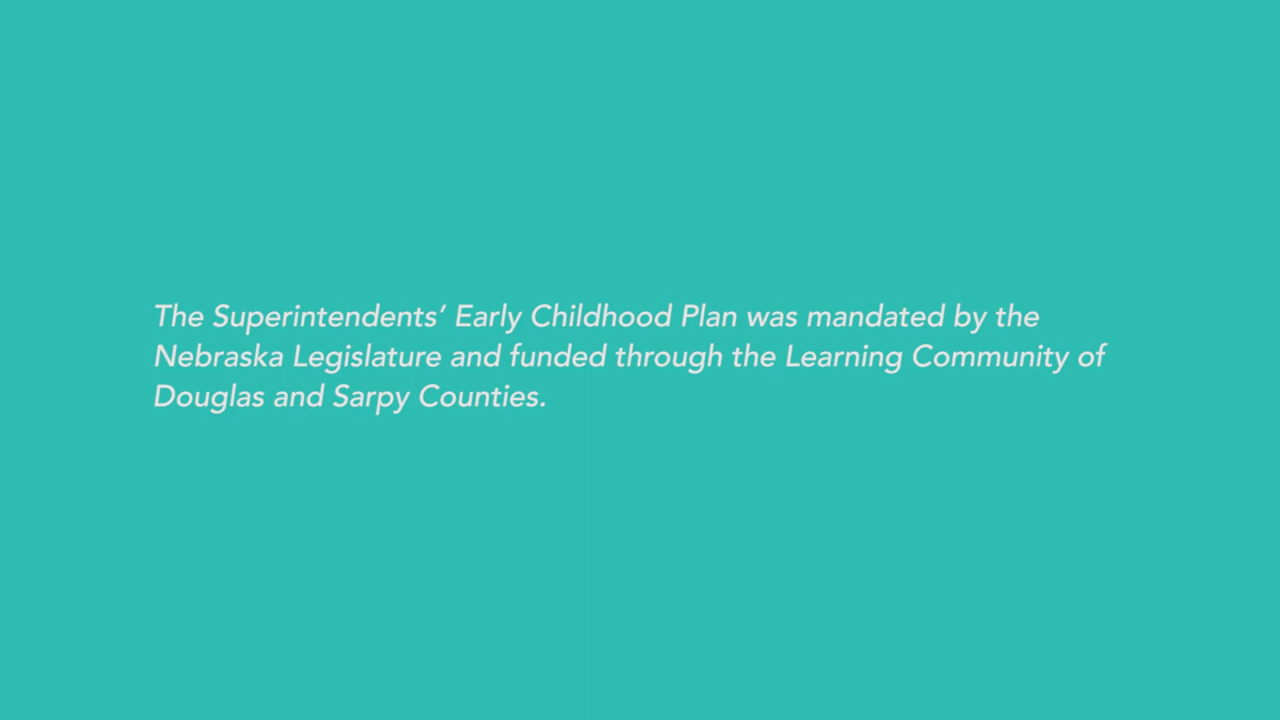 The Superintendents’ Early Childhood Plan was mandated by the
Nebraska Legislature and funded through the Learning Community of
Douglas and Sarpy Counties.